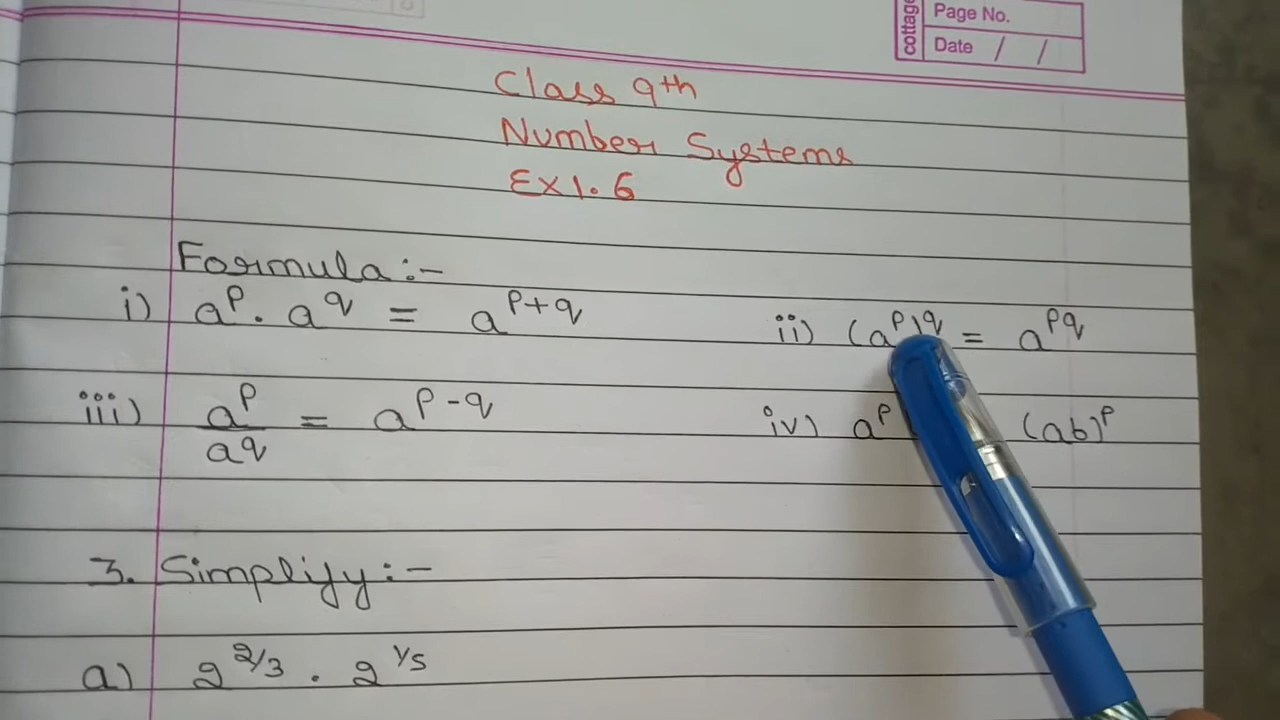 cottage
Page No.
Date / /
Class 9th
Number Systems
Ex 1.6
Formula:-
i) a^p . a^q = a^(p+q)
ii) (a^p)^q = a^(pq)
iii) a^p/a^q = a^(p-q)
iv) a^p (ab)^p
3. Simplify:-
a) 2^(2/3) . 2^(1/5)